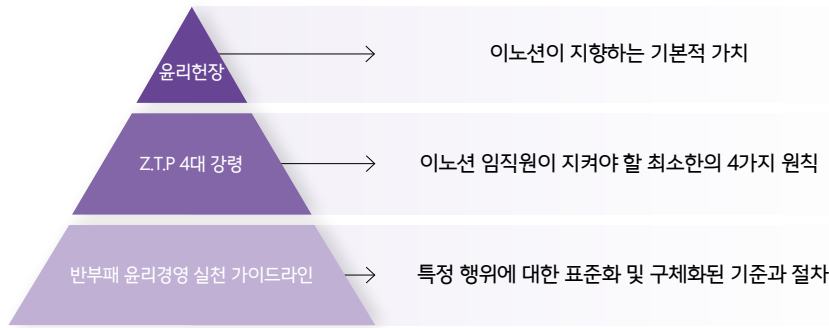 윤리헌장
이노션이 지향하는 기본적 가치
Z.T.P 4대 강령
이노션 임직원이 지켜야 할 최소한의 4가지 원칙
반부패 윤리경영 실천 가이드라인
특정 행위에 대한 표준화 및 구체화된 기준과 절차